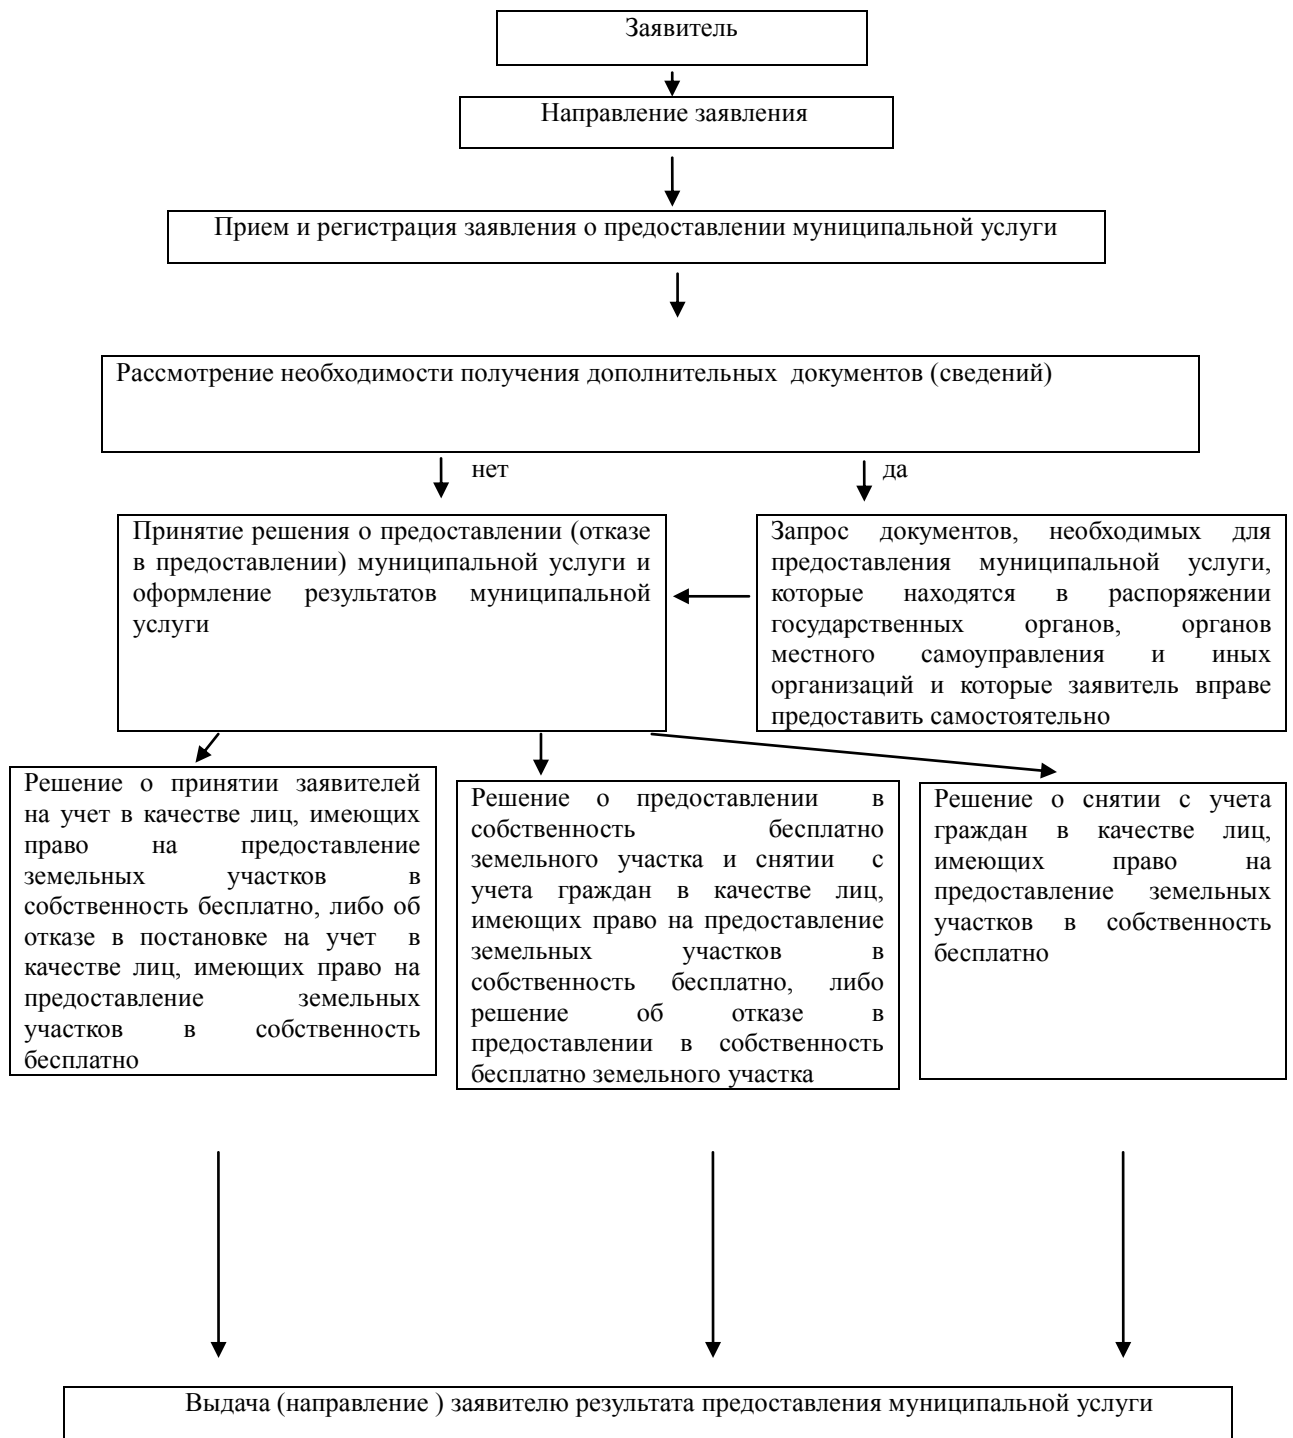 Заявитель
Направление заявления
Прием и регистрация заявления о предоставлении муниципальной услуги
Рассмотрение необходимости получения дополнительных документов (сведений)
нет
да
Принятие решения о предоставлении (отказе
в предоставлении) муниципальной услуги и
оформление результатов муниципальной
услуги
Запрос документов, необходимых для
предоставления муниципальной услуги,
которые находятся в распоряжении
государственных органов, органов
местного самоуправления и иных
организаций и которые заявитель вправе
предоставить самостоятельно
Решение о принятии заявителей
на учет в качестве лиц, имеющих
право на предоставление
земельных участков в
собственность бесплатно, либо об
отказе в постановке на учет в
качестве лиц, имеющих право на
предоставление земельных
участков в собственность
бесплатно
Решение о предоставлении в
собственность бесплатно
земельного участка и снятии с
учета граждан в качестве лиц,
имеющих право на предоставление
земельных участков в
собственность бесплатно, либо
решение об отказе в
предоставлении в собственность
бесплатно земельного участка
Решение о снятии с учета
граждан в качестве лиц,
имеющих право на
предоставление земельных
участков в собственность
бесплатно
Выдача (направление ) заявителю результата предоставления муниципальной услуги